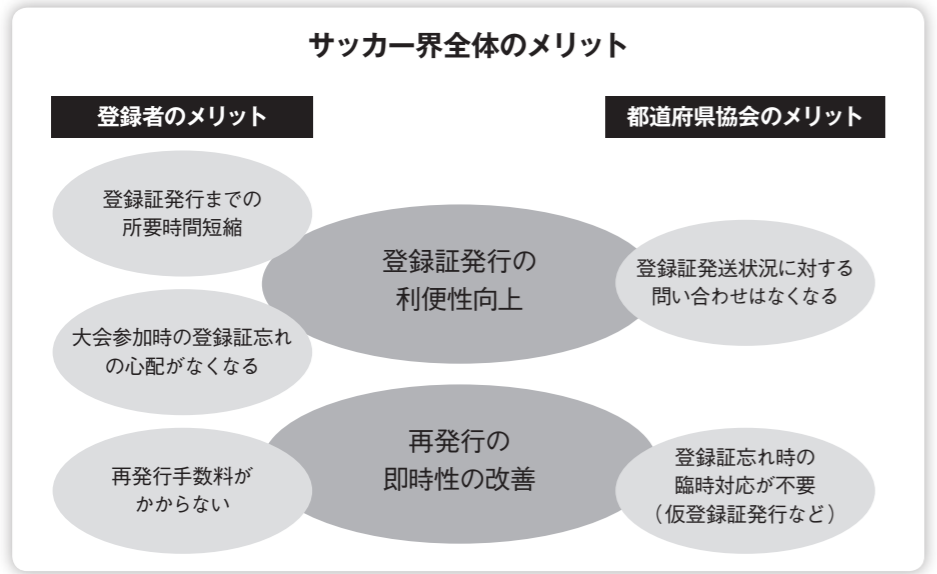 サッカー界全体のメリット
登録者のメリット
登録証発行までの
所要時間短縮
大会参加時の登録証忘れ
の心配がなくなる
再発行手数料が
かからない
登録証発行の
利便性向上
再発行の
即時性の改善
都道府県協会のメリット
登録証発送状況に対する
問い合わせはなくなる
登録証忘れ時の
臨時対応が不要
（仮登録証発行など）